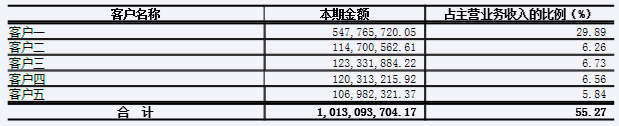 客户名称 本期金额 占主营业务收入的比例（%）
客户一 547,765,720.05 29.89
客户二 114,700,562.61 6.26
客户三 123,331,884.22 6.73
客户四 120,313,215.92 6.56
客户五 106,982,321.37 5.84
合 计 1,013,093,704.17 55.27